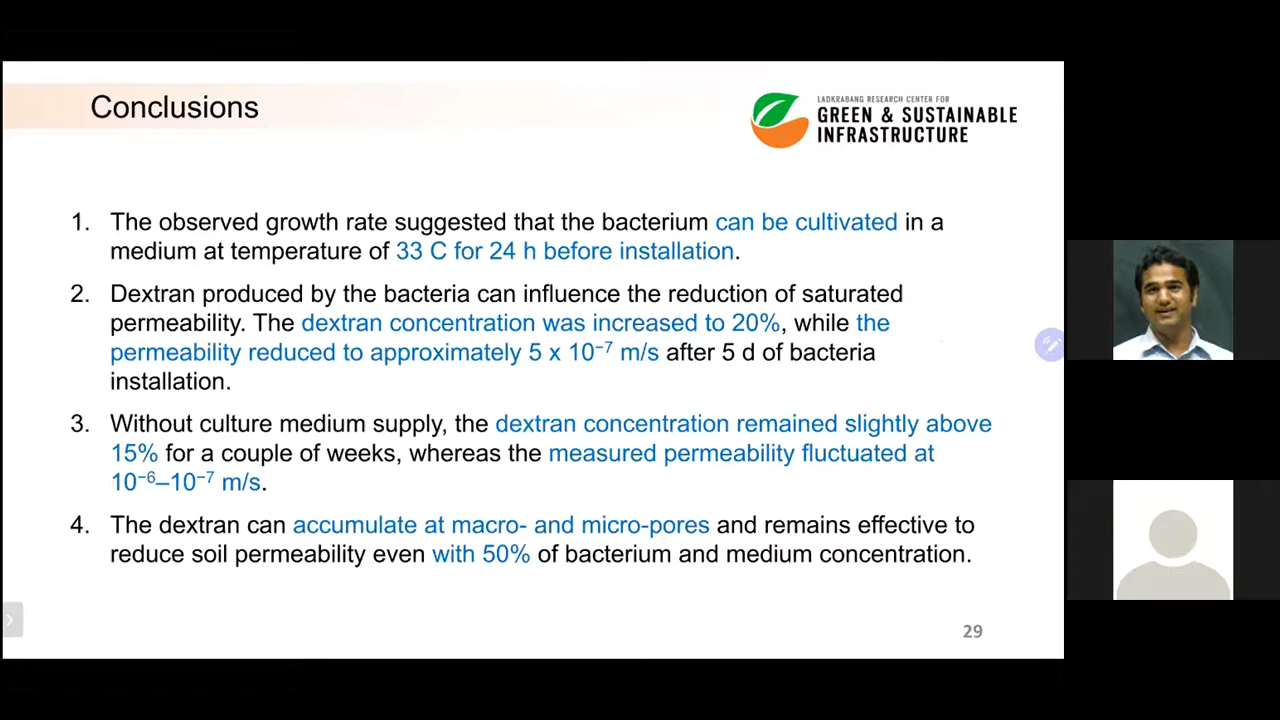 Conclusions
LADKRABANG RESEARCH CENTER FOR
GREEN & SUSTAINABLE
INFRASTRUCTURE
1. The observed growth rate suggested that the bacterium can be cultivated in a
medium at temperature of 33 C for 24 h before installation.
2. Dextran produced by the bacteria can influence the reduction of saturated
permeability. The dextran concentration was increased to 20%, while the
permeability reduced to approximately 5 x 10⁻⁷ m/s after 5 d of bacteria
installation.
3. Without culture medium supply, the dextran concentration remained slightly above
15% for a couple of weeks, whereas the measured permeability fluctuated at
10⁻⁶–10⁻⁷ m/s.
4. The dextran can accumulate at macro- and micro-pores and remains effective to
reduce soil permeability even with 50% of bacterium and medium concentration.
29